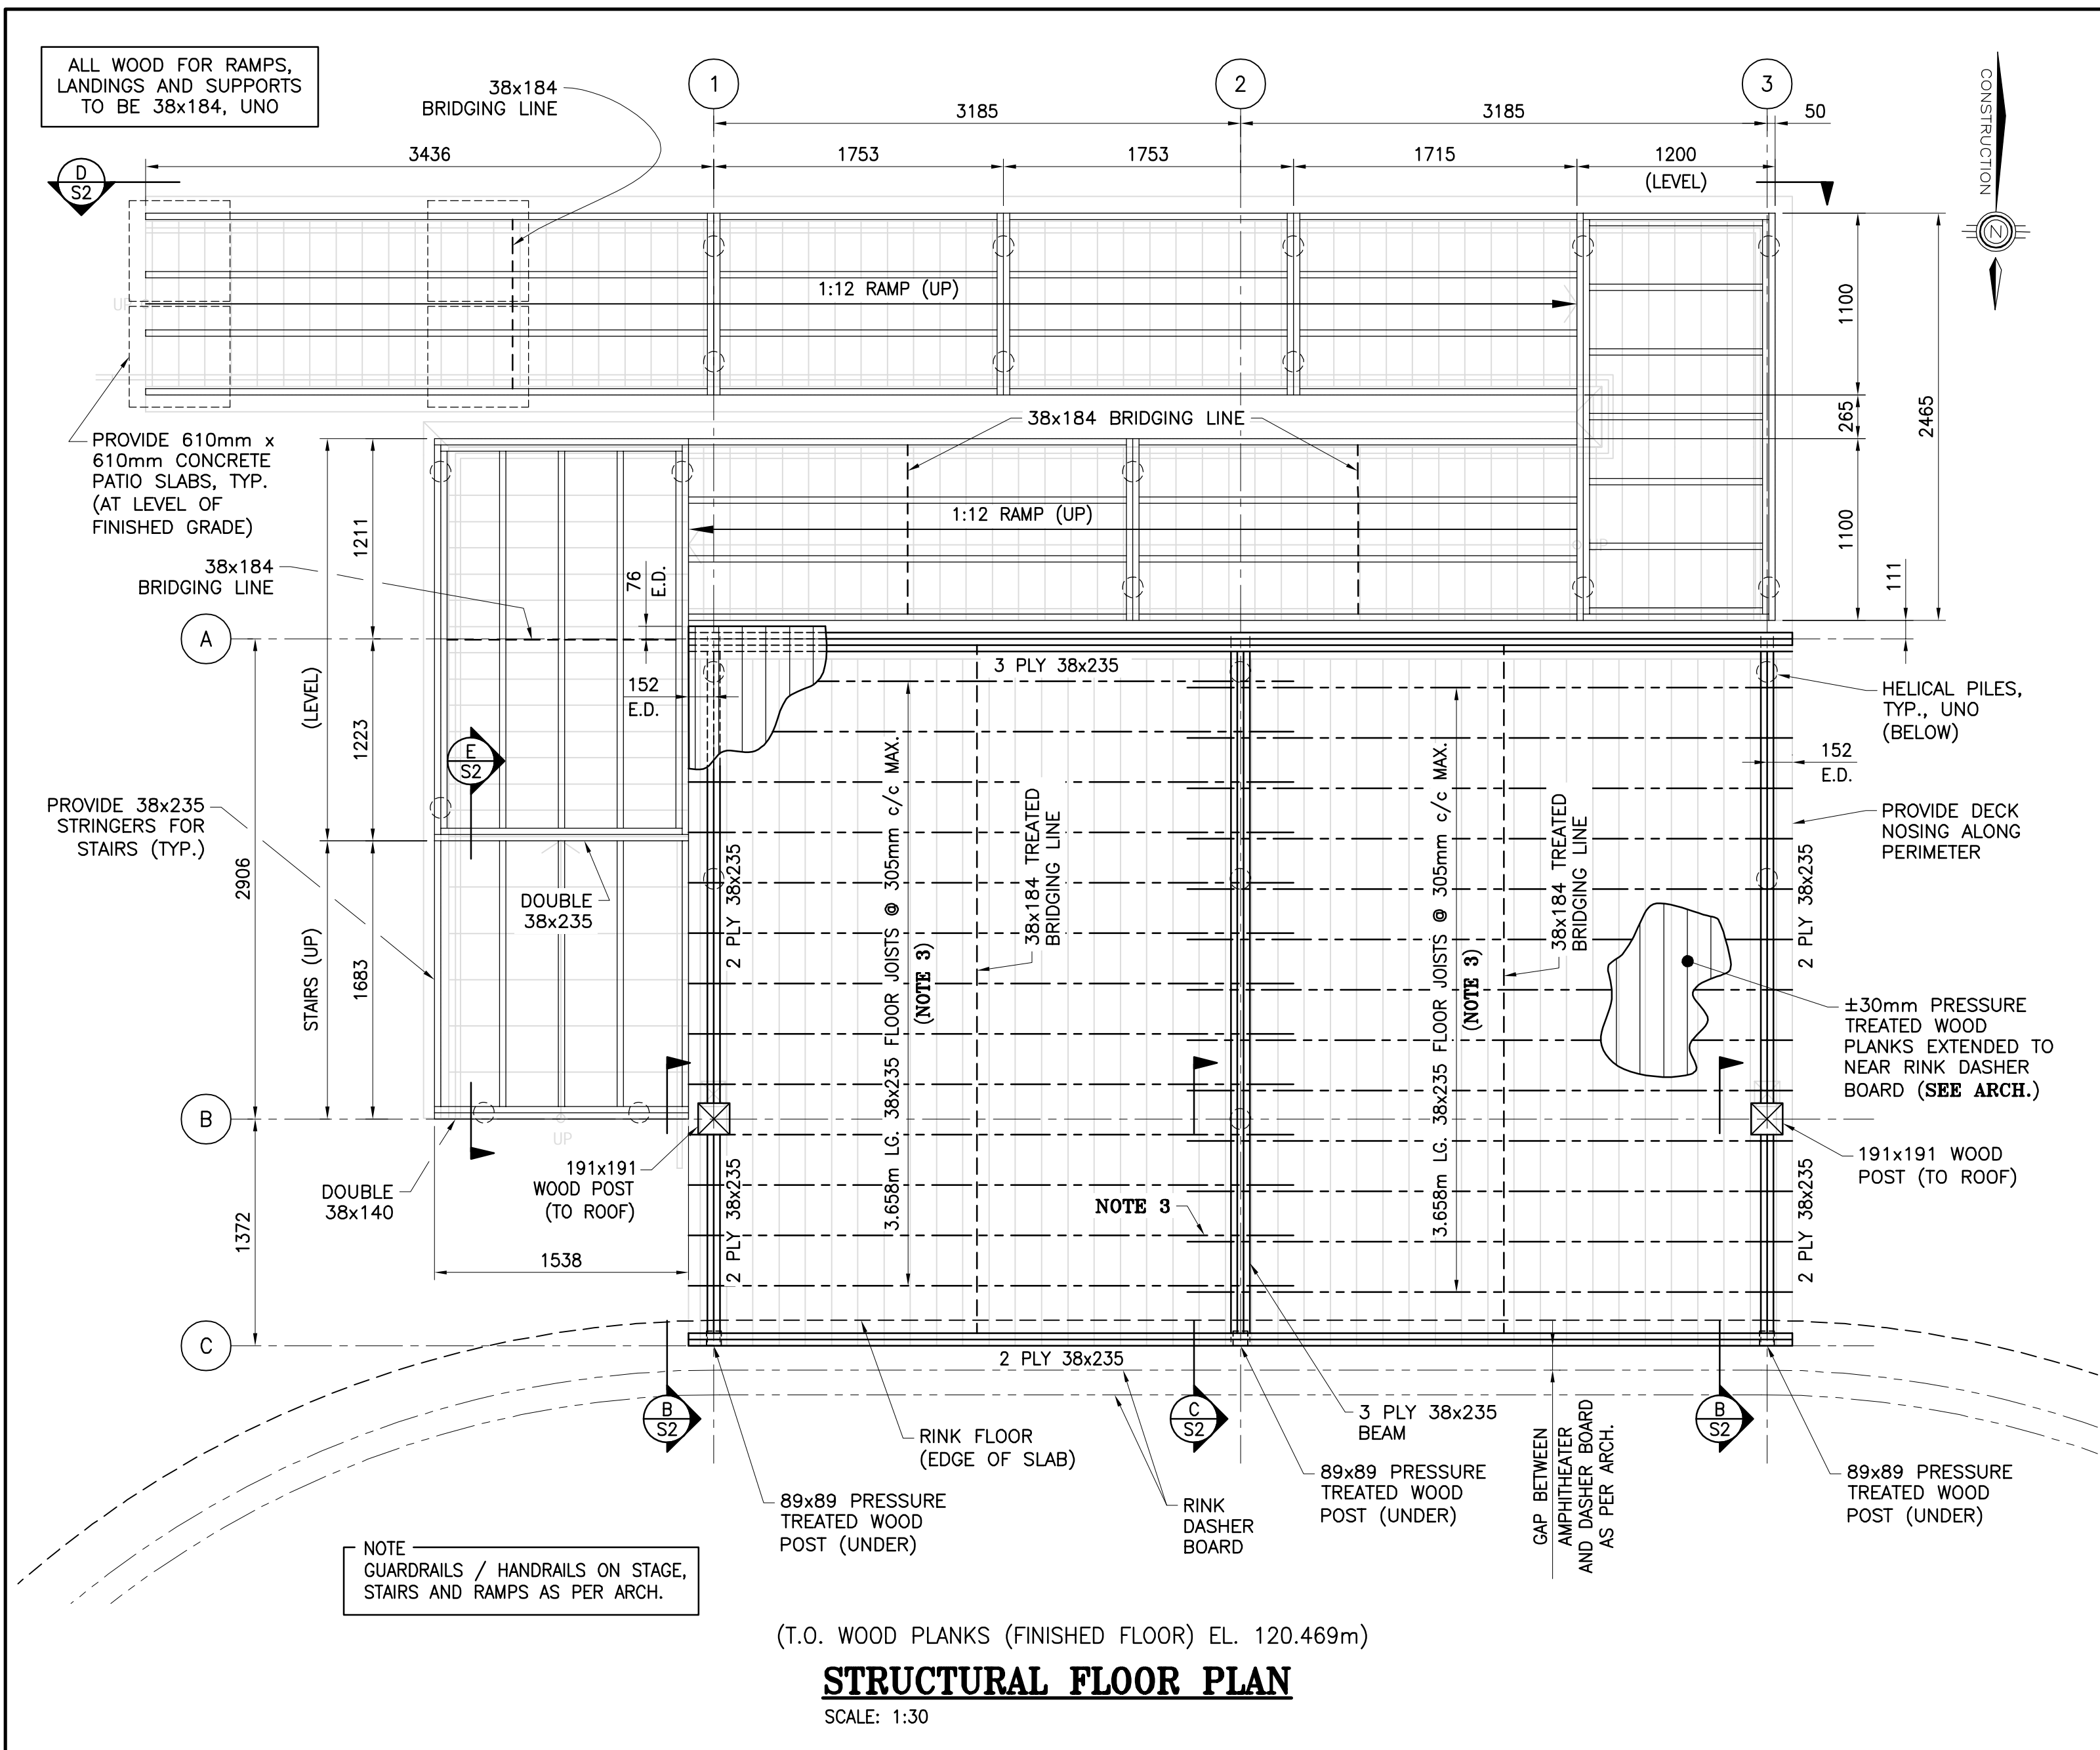 ALL WOOD FOR RAMPS,
LANDINGS AND SUPPORTS
TO BE 38x184, UNO
38x184
BRIDGING LINE
1
2
3
3185
3185
50
3436
1753
1753
1715
1200
(LEVEL)
CONSTRUCTION
N
D
S2
UP
1:12 RAMP (UP)
1100
265
2465
1100
111
PROVIDE 610mm x
610mm CONCRETE
PATIO SLABS, TYP.
(AT LEVEL OF
FINISHED GRADE)
38x184 BRIDGING LINE
1:12 RAMP (UP)
UP
1211
38x184
BRIDGING LINE
76
E.D.
A
3 PLY 38x235
152
E.D.
(LEVEL)
1223
E
S2
HELICAL PILES,
TYP., UNO
(BELOW)
152
E.D.
PROVIDE 38x235
STRINGERS FOR
STAIRS (TYP.)
PROVIDE DECK
NOSING ALONG
PERIMETER
2906
DOUBLE
38x235
2 PLY 38x235
3.658m LG. 38x235 FLOOR JOISTS @ 305mm c/c MAX.
(NOTE 3)
38x184 TREATED
BRIDGING LINE
3.658m LG. 38x235 FLOOR JOISTS @ 305mm c/c MAX.
(NOTE 3)
38x184 TREATED
BRIDGING LINE
2 PLY 38x235
STAIRS (UP)
1683
±30mm PRESSURE
TREATED WOOD
PLANKS EXTENDED TO
NEAR RINK DASHER
BOARD (SEE ARCH.)
B
UP
191x191
WOOD POST
(TO ROOF)
191x191 WOOD
POST (TO ROOF)
DOUBLE
38x140
2 PLY 38x235
NOTE 3
2 PLY 38x235
1372
1538
C
2 PLY 38x235
B
S2
C
S2
B
S2
RINK FLOOR
(EDGE OF SLAB)
3 PLY 38x235
BEAM
GAP BETWEEN
AMPHITHEATER
AND DASHER BOARD
AS PER ARCH.
89x89 PRESSURE
TREATED WOOD
POST (UNDER)
RINK
DASHER
BOARD
89x89 PRESSURE
TREATED WOOD
POST (UNDER)
89x89 PRESSURE
TREATED WOOD
POST (UNDER)
NOTE
GUARDRAILS / HANDRAILS ON STAGE,
STAIRS AND RAMPS AS PER ARCH.
(T.O. WOOD PLANKS (FINISHED FLOOR) EL. 120.469m)
STRUCTURAL FLOOR PLAN
SCALE: 1:30